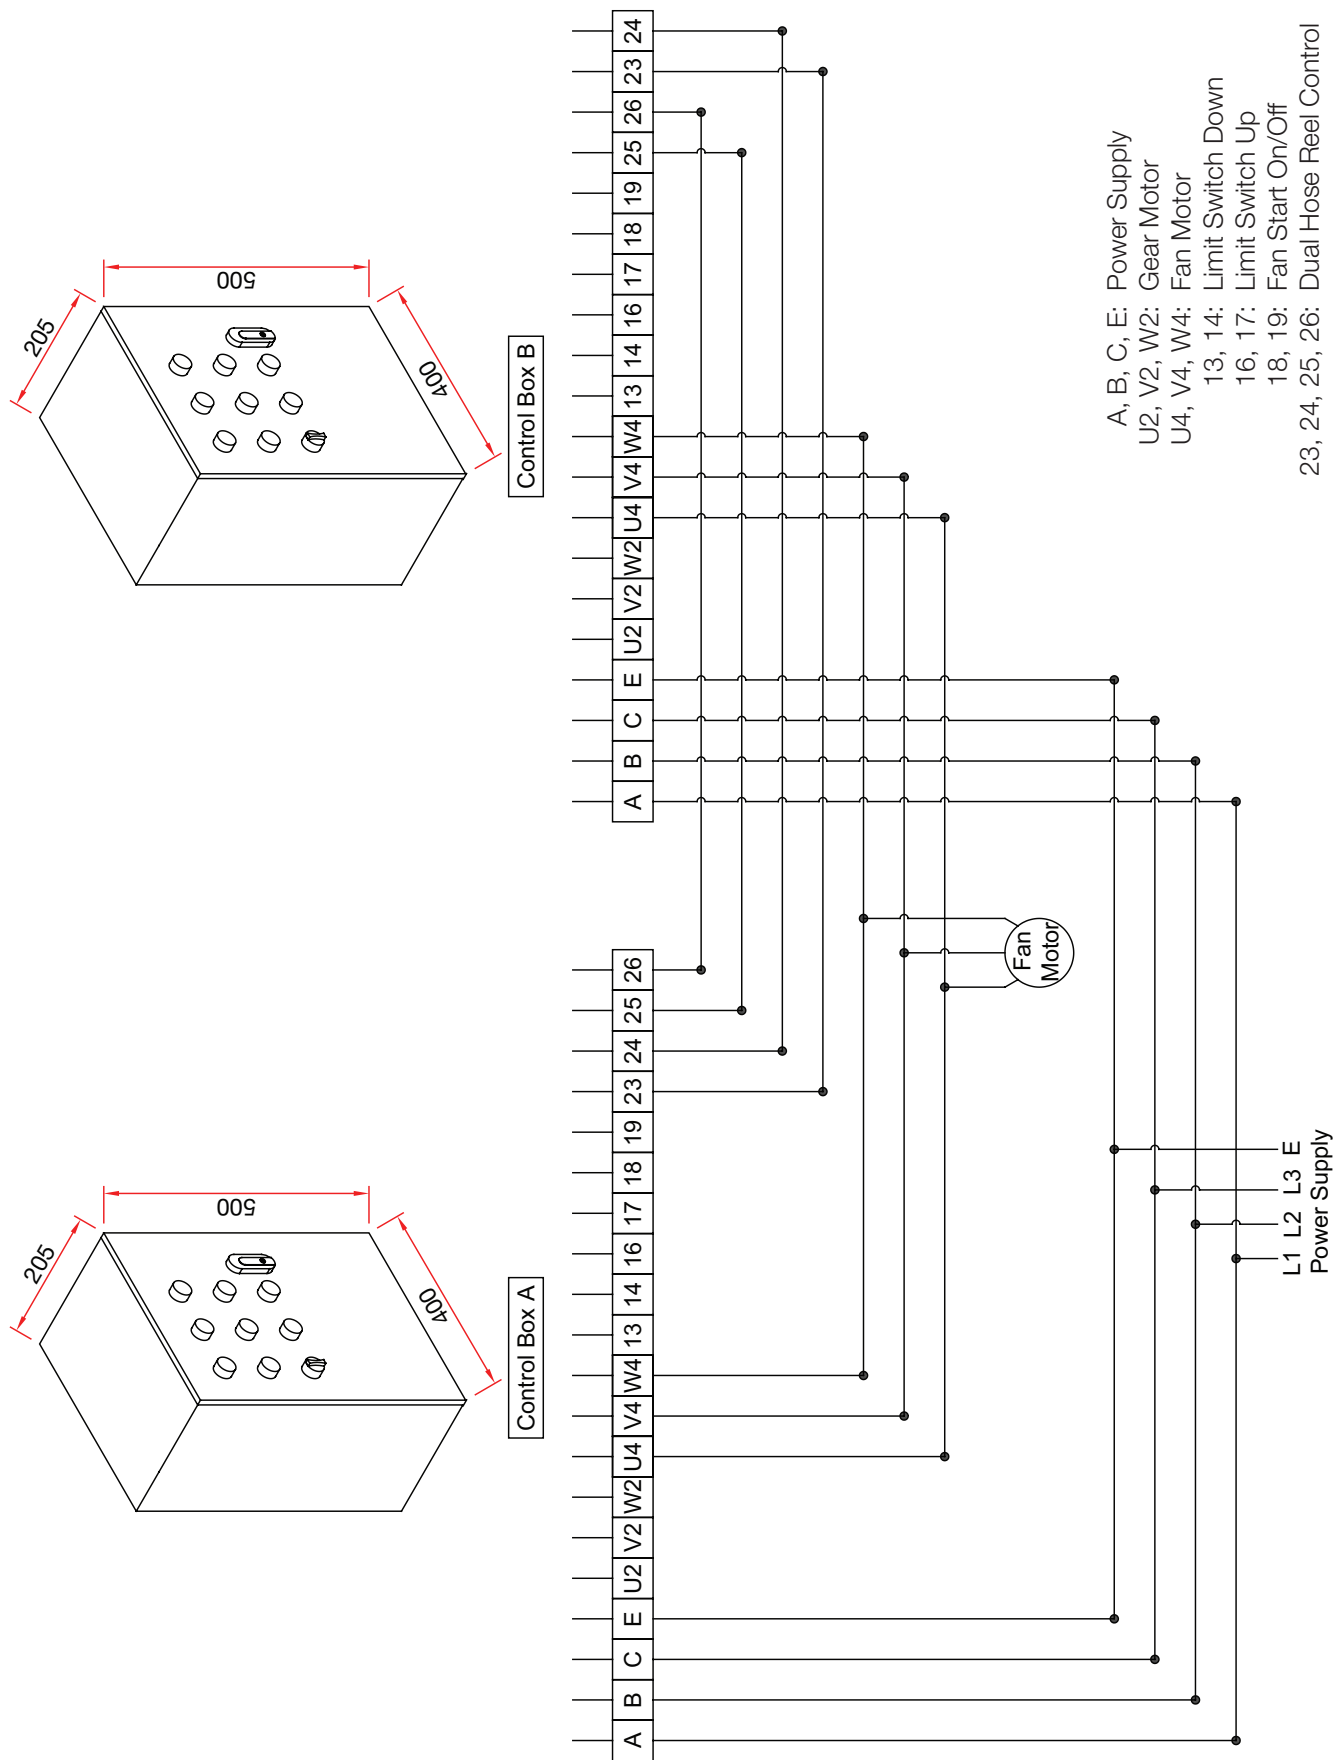 205
500
400
205
500
400
Control Box A
Control Box B
A B C E U2 V2 W2 U4 V4 W4 13 14 16 17 18 19 23 24 25 26
A B C E U2 V2 W2 U4 V4 W4 13 14 16 17 18 19 25 26 23 24
Fan
Motor
L1 L2 L3 E
Power Supply
A, B, C, E: Power Supply
U2, V2, W2: Gear Motor
U4, V4, W4: Fan Motor
13, 14: Limit Switch Down
16, 17: Limit Switch Up
18, 19: Fan Start On/Off
23, 24, 25, 26: Dual Hose Reel Control